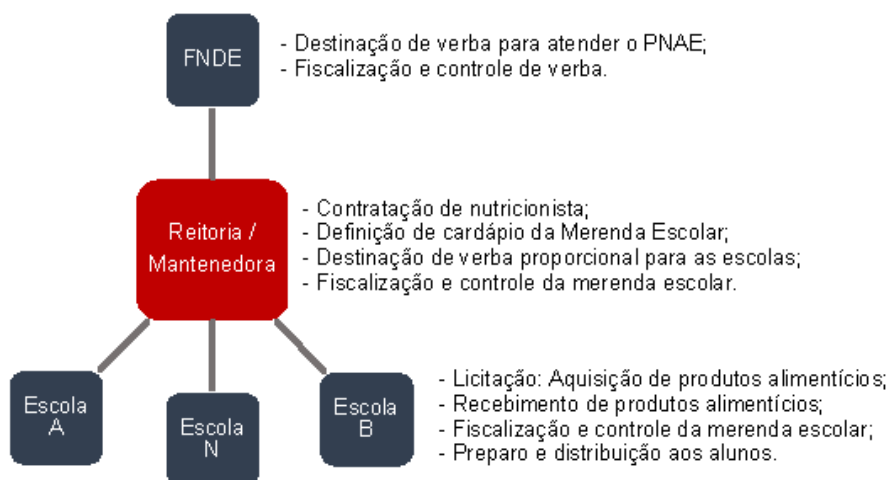 FNDE
- Destinação de verba para atender o PNAE;
- Fiscalização e controle de verba.
Reitoria /
Mantenedora
- Contratação de nutricionista;
- Definição de cardápio da Merenda Escolar;
- Destinação de verba proporcional para as escolas;
- Fiscalização e controle da merenda escolar.
Escola
A
Escola
N
Escola
B
- Licitação: Aquisição de produtos alimentícios;
- Recebimento de produtos alimentícios;
- Fiscalização e controle da merenda escolar;
- Preparo e distribuição aos alunos.